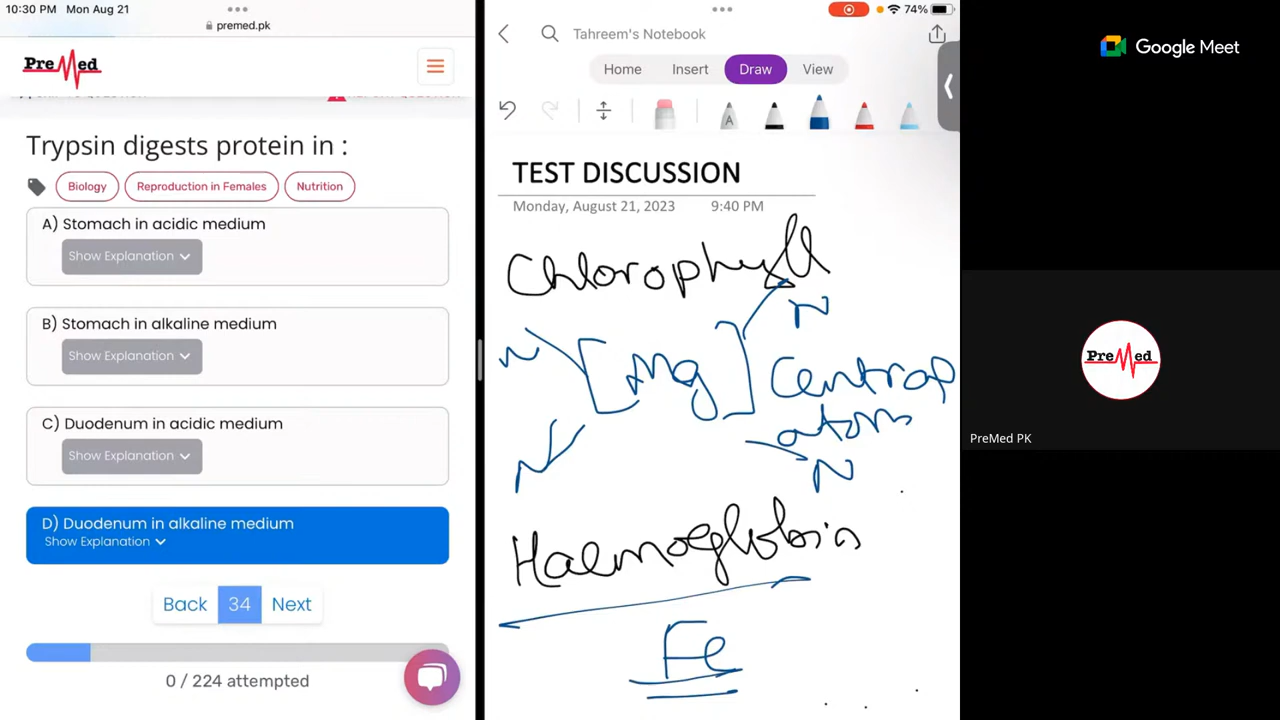 10:30 PM Mon Aug 21
premed.pk
PreMed
Trypsin digests protein in :
Biology
Reproduction in Females
Nutrition
A) Stomach in acidic medium
Show Explanation
B) Stomach in alkaline medium
Show Explanation
C) Duodenum in acidic medium
Show Explanation
D) Duodenum in alkaline medium
Show Explanation
Back 34 Next
0 / 224 attempted
74%
Tahreem's Notebook
Home Insert Draw View
A
TEST DISCUSSION
Monday, August 21, 2023 9:40 PM
Chlorophyll
N
N [Mg] Central
atom
N N
Haemoglobin
Fe
Google Meet
PreMed
PreMed PK